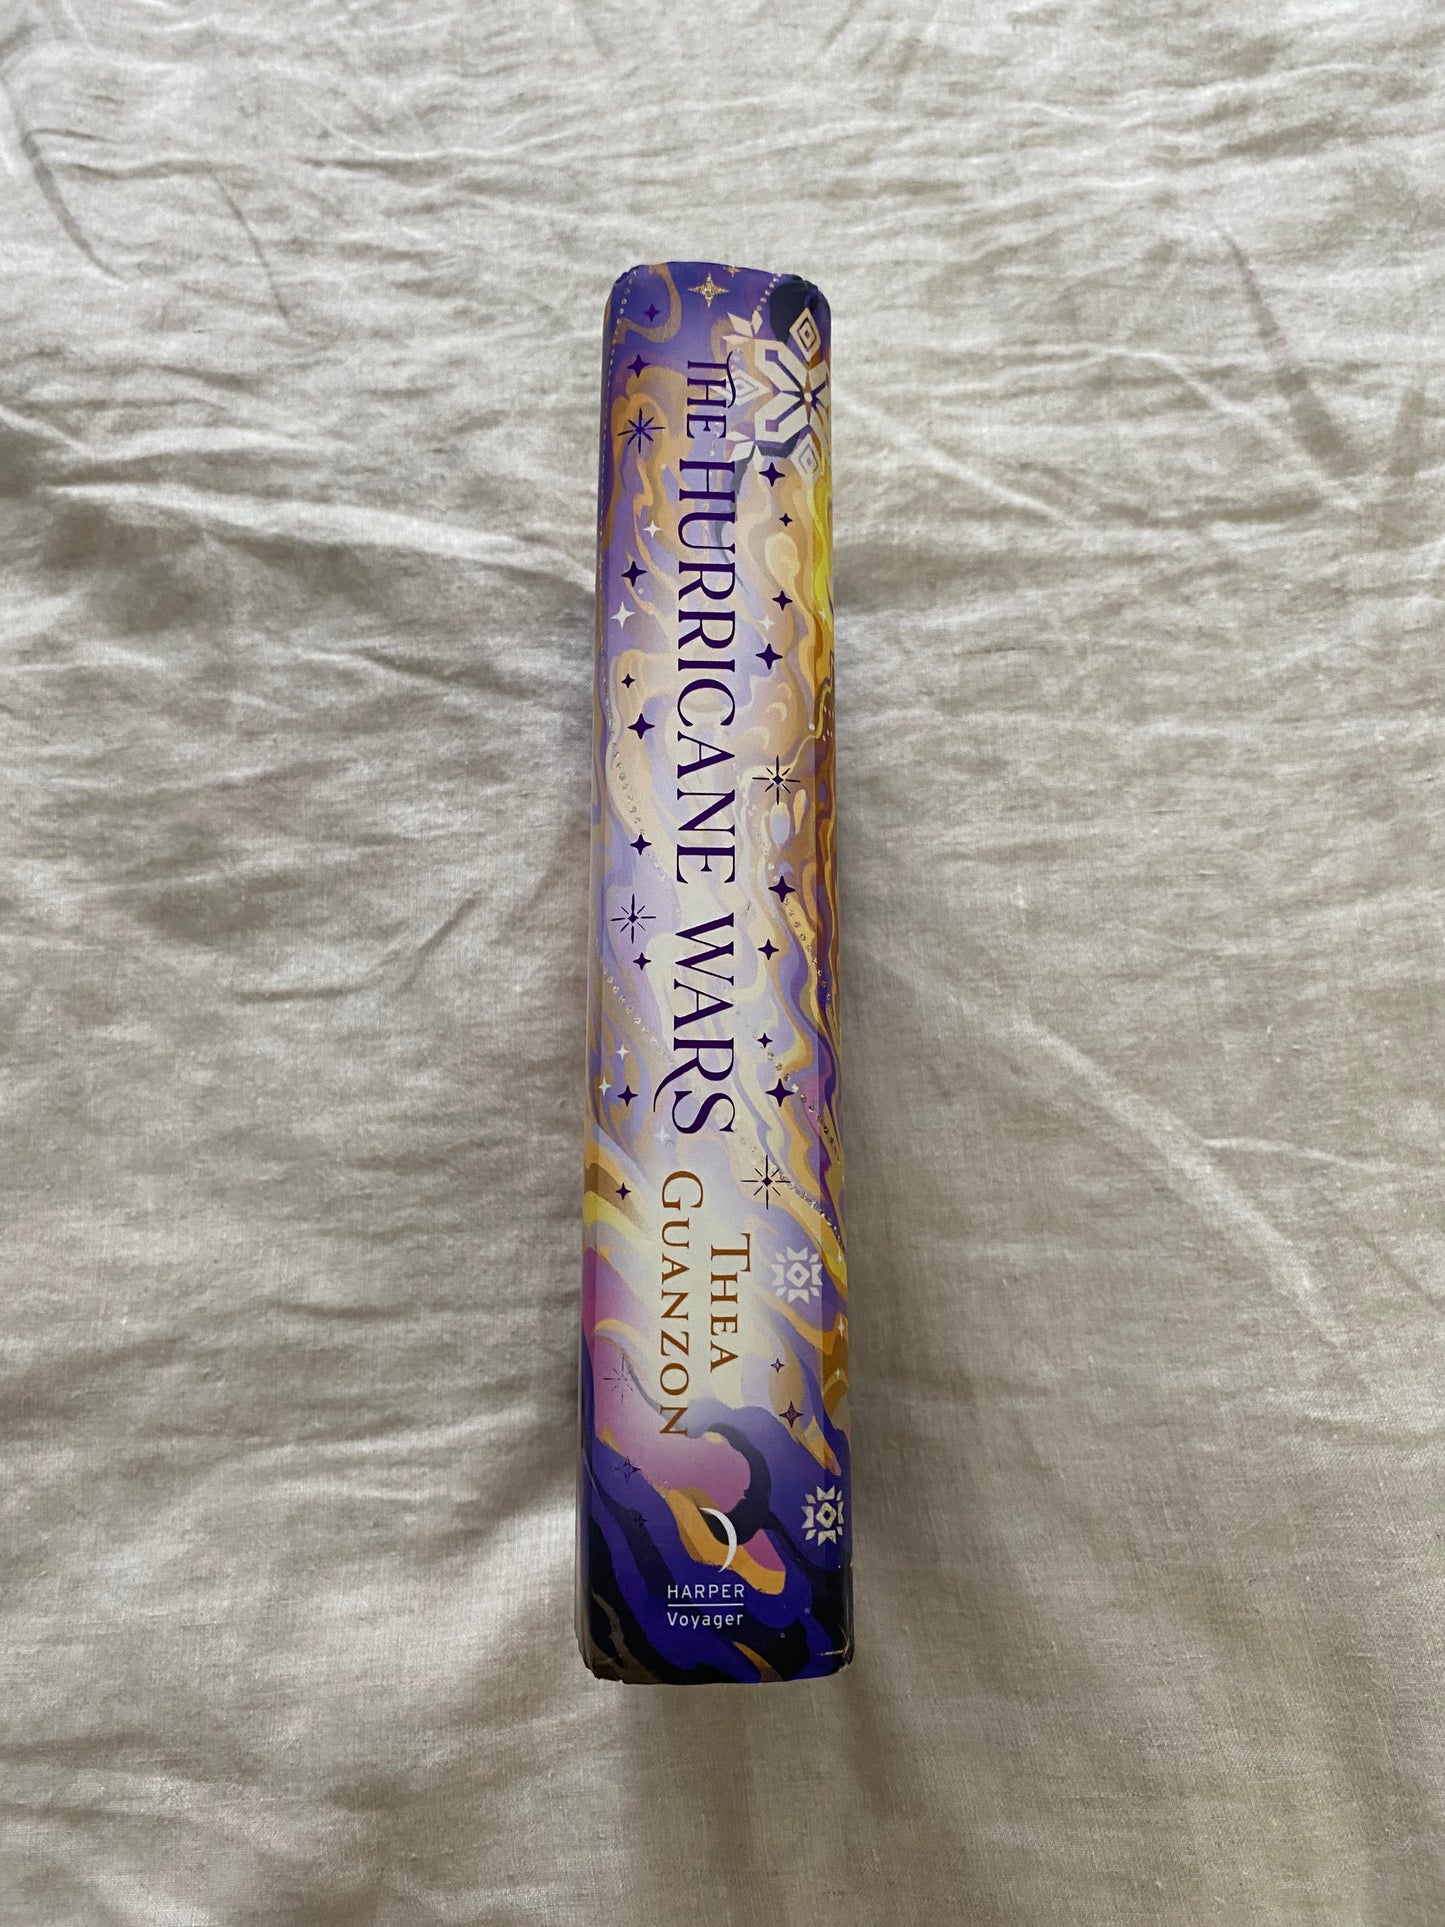 THE HURRICANE WARS
THEA
GUANZON
HARPER
Voyager